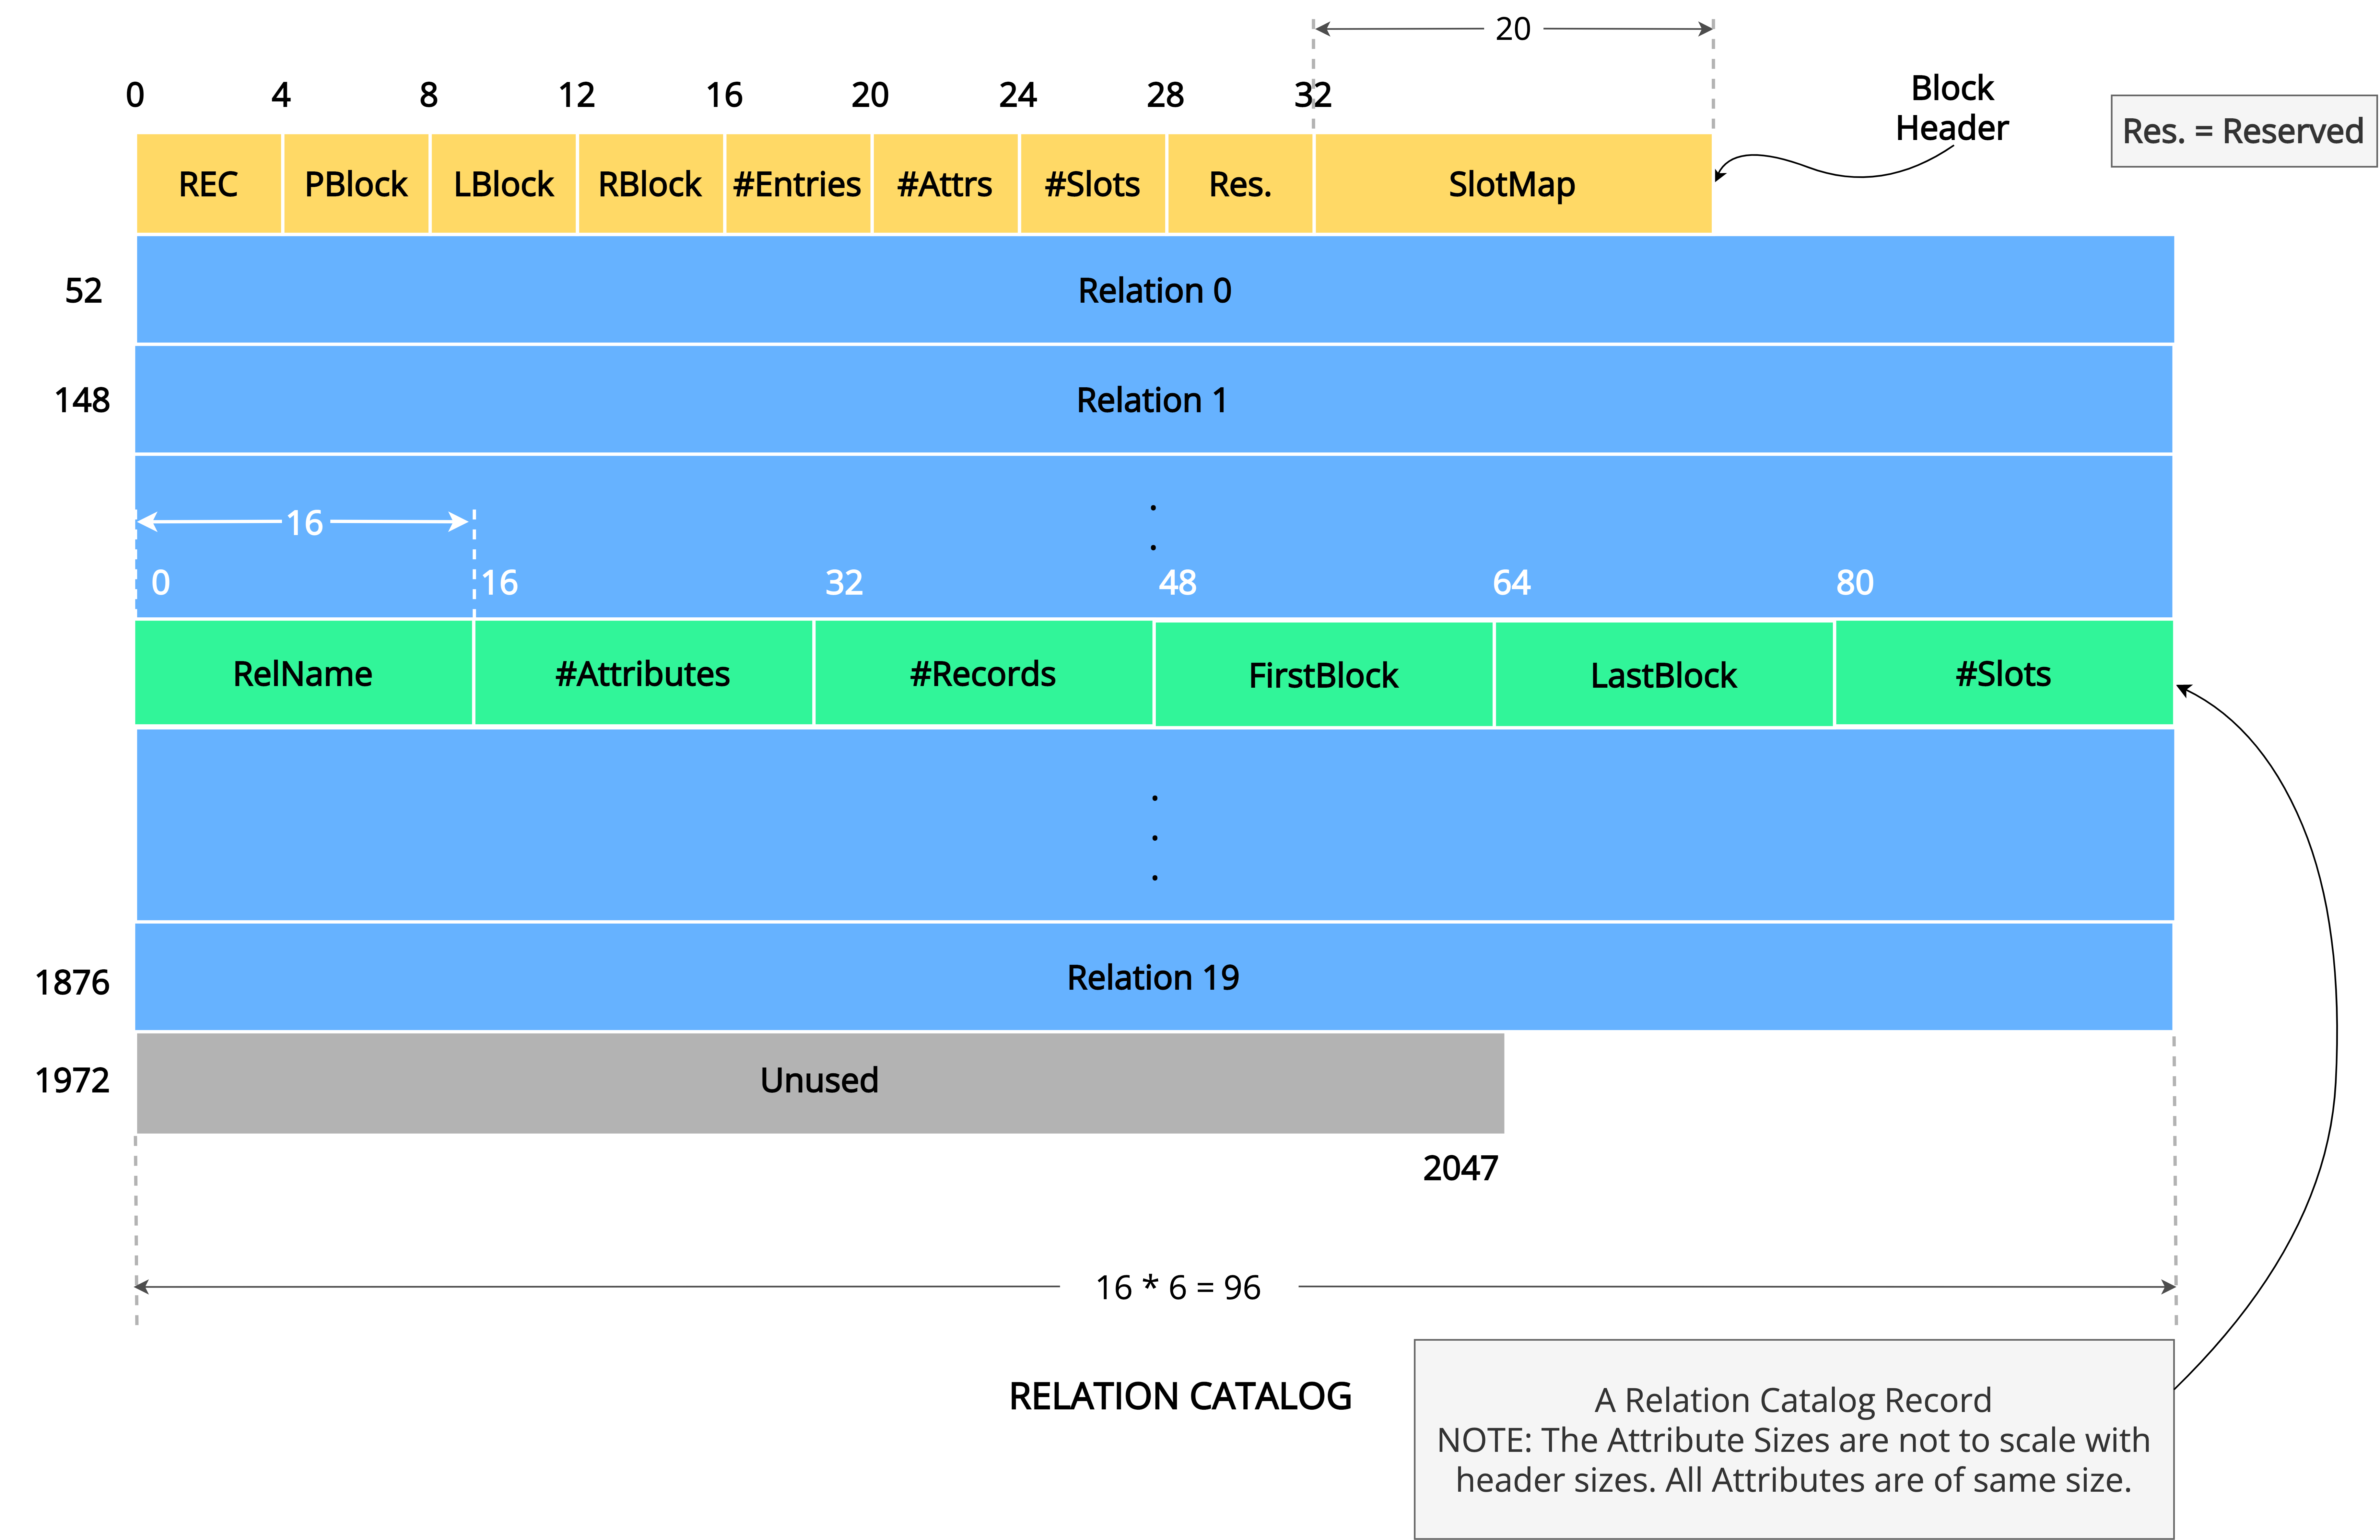 20
0 4 8 12 16 20 24 28 32
Block
Header
Res. = Reserved
REC PBlock LBlock RBlock #Entries #Attrs #Slots Res. SlotMap
52 Relation 0
148 Relation 1
.
.
16
0 16 32 48 64 80
RelName #Attributes #Records FirstBlock LastBlock #Slots
.
.
.
1876 Relation 19
1972 Unused
2047
16 * 6 = 96
RELATION CATALOG
A Relation Catalog Record
NOTE: The Attribute Sizes are not to scale with
header sizes. All Attributes are of same size.